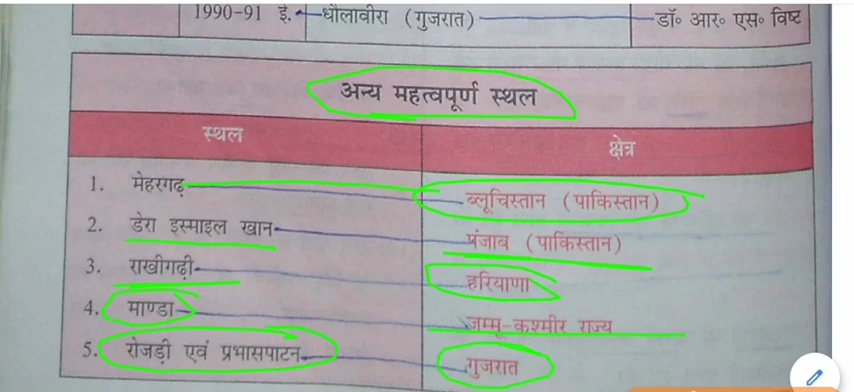 1990-91 ई. धौलावीरा (गुजरात) डॉ॰ आर॰ एस॰ विष्ट
अन्य महत्वपूर्ण स्थल
स्थल क्षेत्र
1. मेहरगढ़ ब्लूचिस्तान (पाकिस्तान)
2. डेरा इस्माइल खान पंजाब (पाकिस्तान)
3. राखीगढ़ी हरियाणा
4. माण्डा जम्मू-कश्मीर राज्य
5. रोजड़ी एवं प्रभासपाटन गुजरात